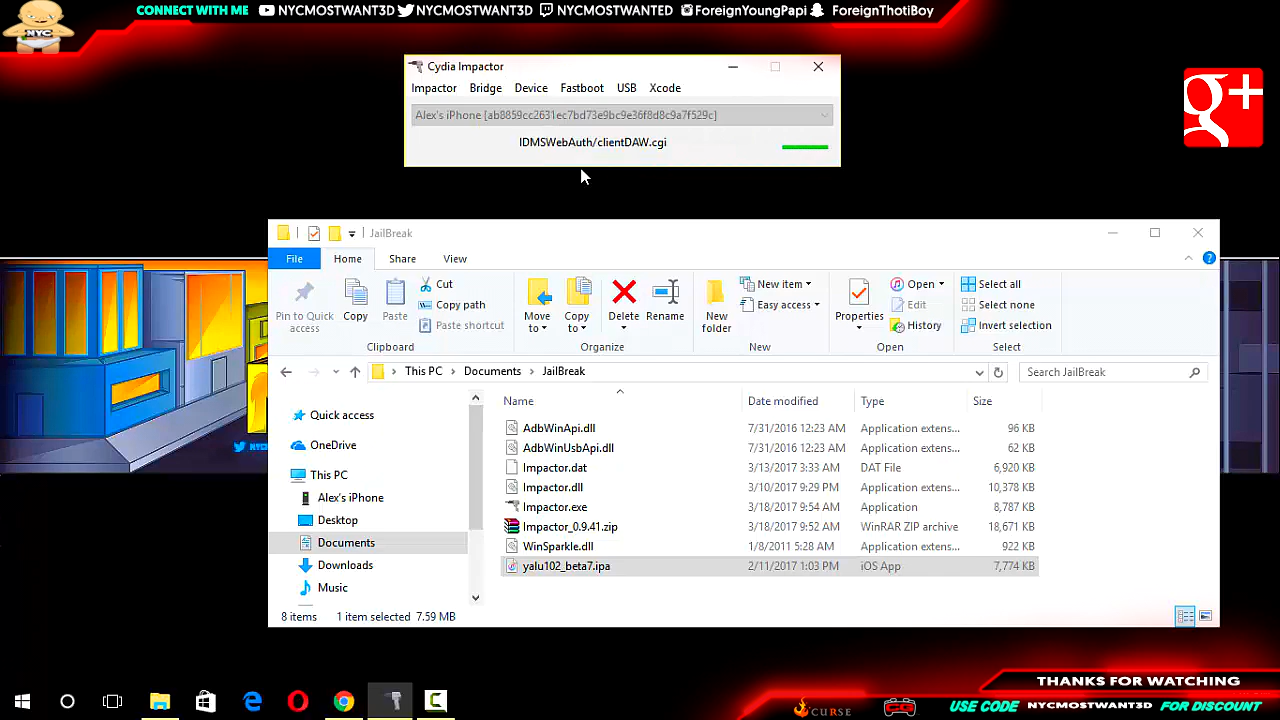 CONNECT WITH ME NYCMOSTWANT3D NYCMOSTWANT3D NYCMOSTWANTED ForeignYoungPapi ForeignThotiBoy
NYC
Cydia Impactor
Impactor Bridge Device Fastboot USB Xcode
Alex's iPhone [ab8859cc2631ec7bd73e9bc9e36f8d8c9a7f529c]
IDMSWebAuth/clientDAW.cgi
g+
JailBreak
File Home Share View
Pin to Quick access
Copy
Paste
Cut
Copy path
Paste shortcut
Move to
Copy to
Delete
Rename
New folder
New item
Easy access
Properties
Open
Edit
History
Select all
Select none
Invert selection
Clipboard Organize New Open Select
This PC Documents JailBreak
Search JailBreak
Quick access
OneDrive
This PC
Alex's iPhone
Desktop
Documents
Downloads
Music
Name Date modified Type Size
AdbWinApi.dll 7/31/2016 12:23 AM Application extens... 96 KB
AdbWinUsbApi.dll 7/31/2016 12:23 AM Application extens... 62 KB
Impactor.dat 3/13/2017 3:33 AM DAT File 6,920 KB
Impactor.dll 3/10/2017 9:29 PM Application extens... 10,378 KB
Impactor.exe 3/18/2017 9:54 AM Application 8,787 KB
Impactor_0.9.41.zip 3/18/2017 9:52 AM WinRAR ZIP archive 18,671 KB
WinSparkle.dll 1/8/2011 5:28 AM Application extens... 922 KB
yalu102_beta7.ipa 2/11/2017 1:03 PM iOS App 7,774 KB
8 items 1 item selected 7.59 MB
THANKS FOR WATCHING
CURSE
USE CODE NYCMOSTWANT3D FOR DISCOUNT